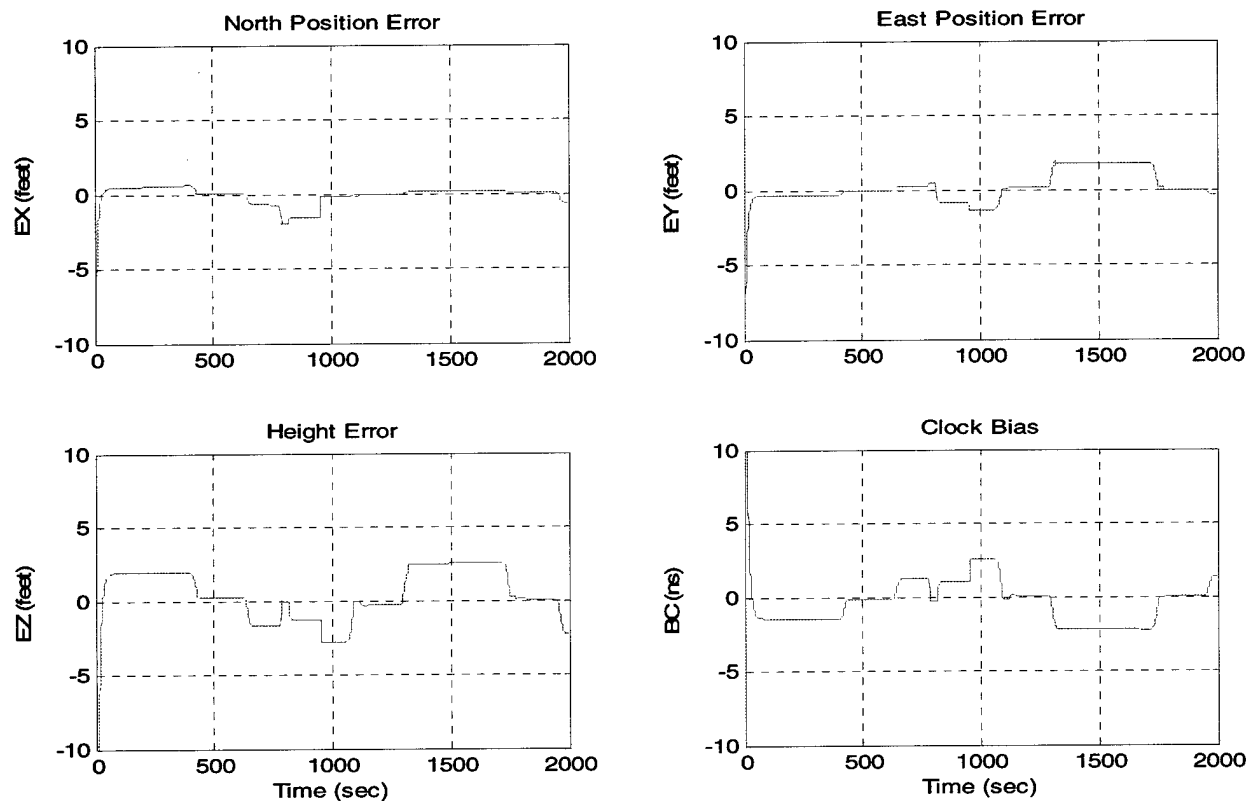 North Position Error
10
5
0
-5
-10
EX (feet)
0 500 1000 1500 2000
East Position Error
10
5
0
-5
-10
EY (feet)
0 500 1000 1500 2000
Height Error
10
5
0
-5
-10
EZ (feet)
0 500 1000 1500 2000
Time (sec)
Clock Bias
10
5
0
-5
-10
BC (ns)
0 500 1000 1500 2000
Time (sec)